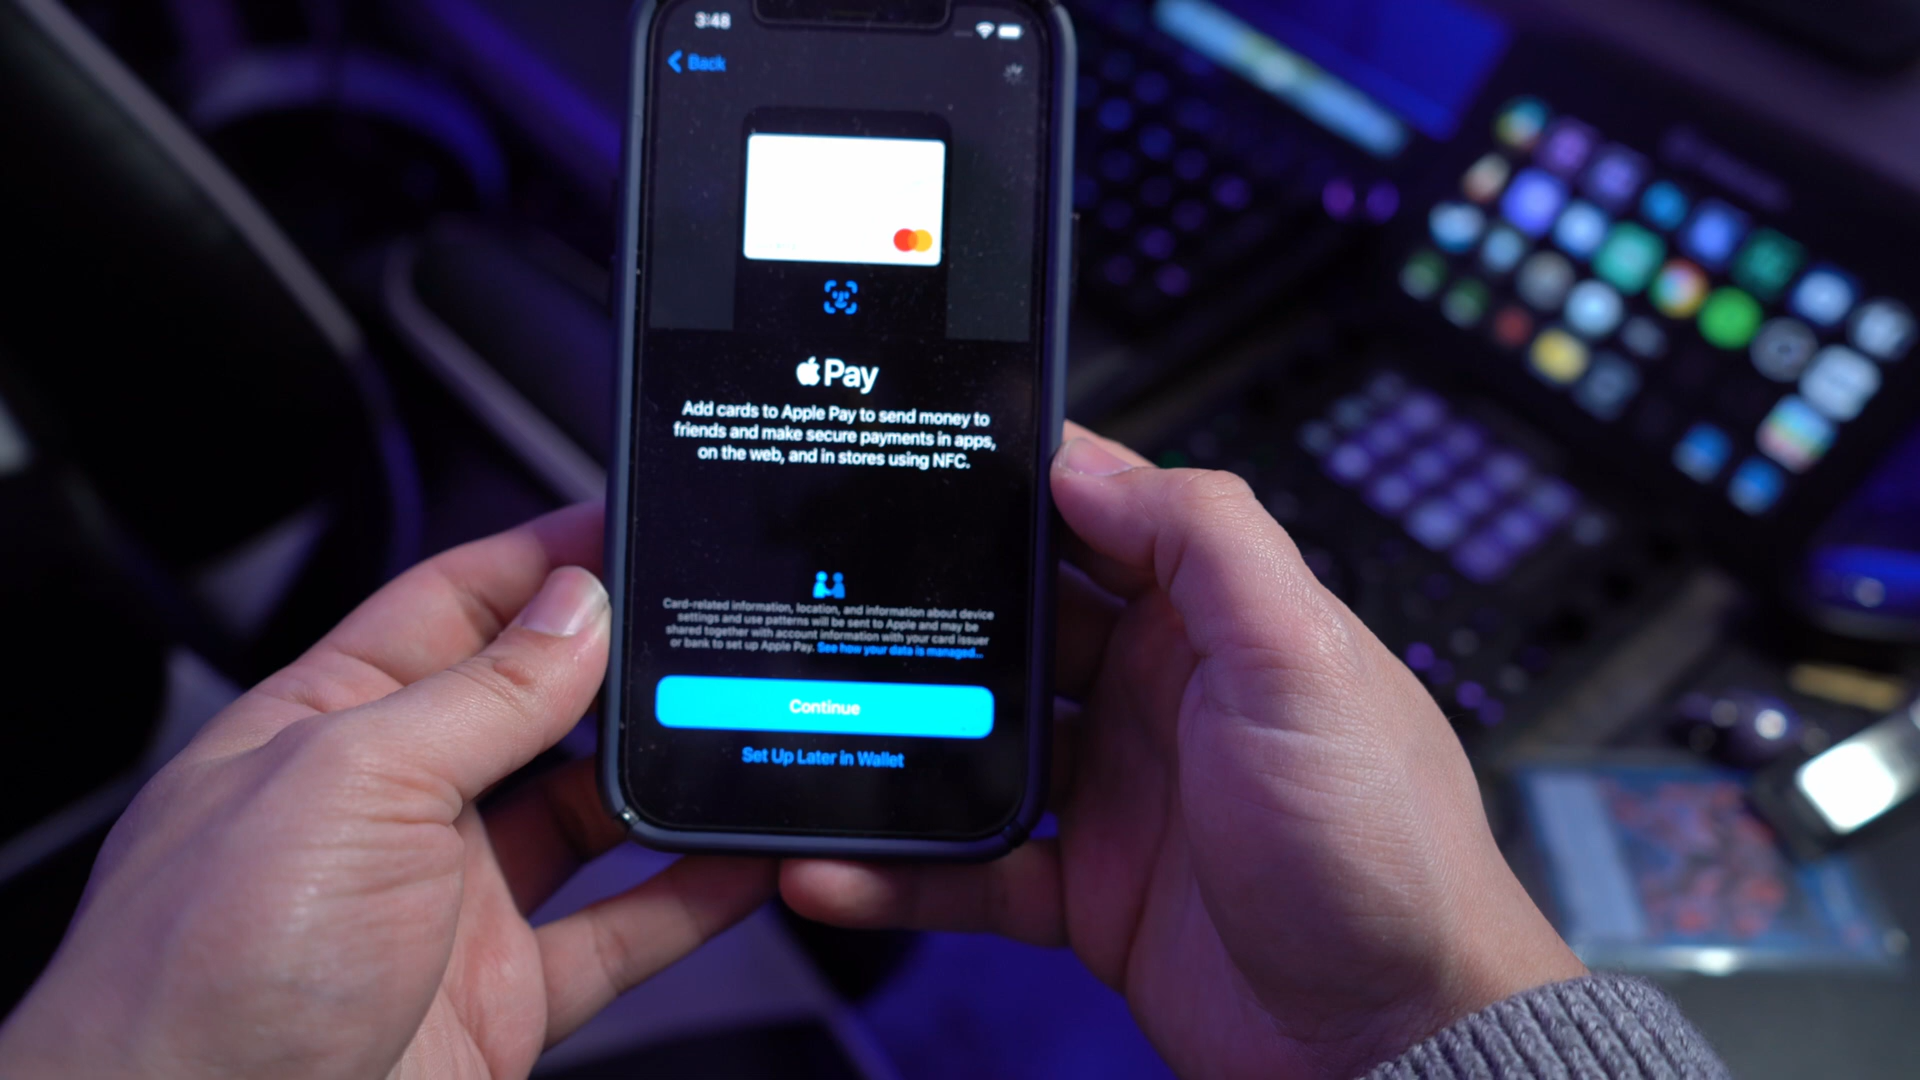 3:48
Back
Pay
Add cards to Apple Pay to send money to
friends and make secure payments in apps,
on the web, and in stores using NFC.
Card-related information, location, and information about device
settings and use patterns will be sent to Apple and may be
shared together with account information with your card issuer
or bank to set up Apple Pay. See how your data is managed...
Continue
Set Up Later in Wallet